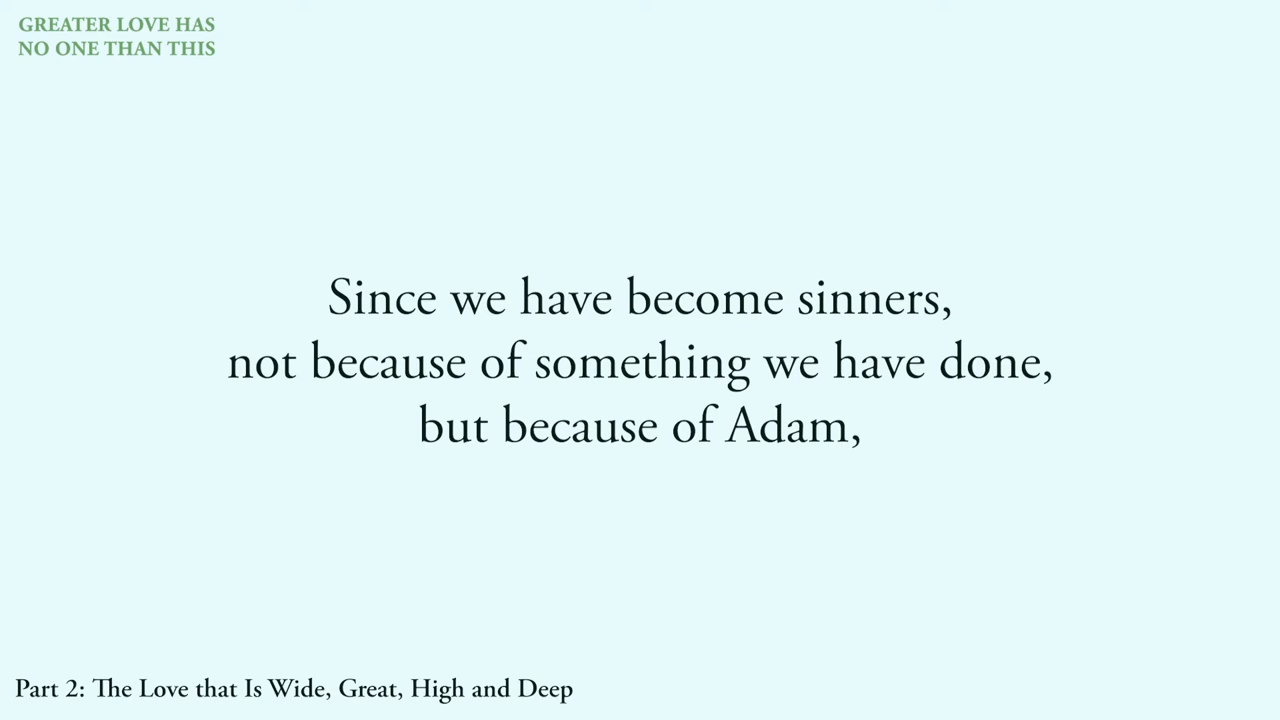 GREATER LOVE HAS
NO ONE THAN THIS
Since we have become sinners,
not because of something we have done,
but because of Adam,
Part 2: The Love that Is Wide, Great, High and Deep